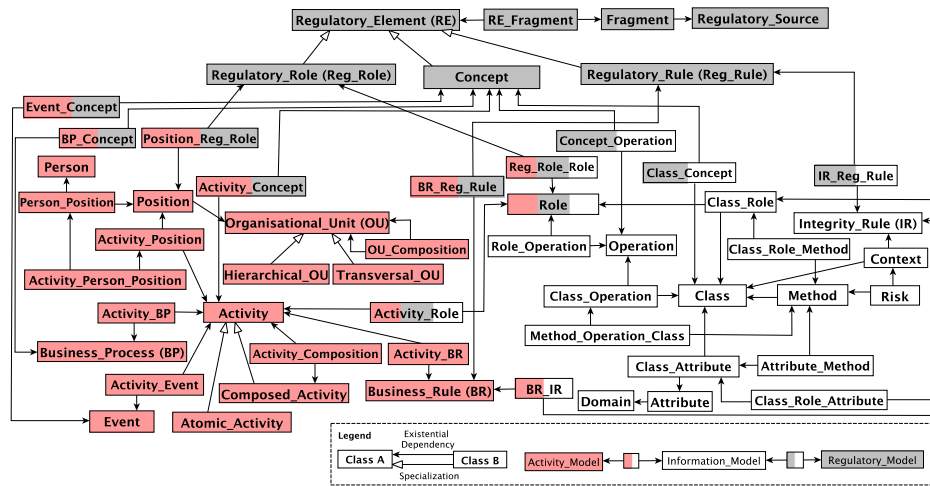 Regulatory_Element (RE)
RE_Fragment
Fragment
Regulatory_Source
Regulatory_Role (Reg_Role)
Concept
Regulatory_Rule (Reg_Rule)
Event_Concept
BP_Concept
Position_Reg_Role
Concept_Operation
Person
Activity_Concept
BR_Reg_Rule
Reg_Role_Role
Class_Concept
IR_Reg_Rule
Person_Position
Position
Organisational_Unit (OU)
Role
Class_Role
Integrity_Rule (IR)
Activity_Position
OU_Composition
Role_Operation
Operation
Class_Role_Method
Context
Activity_Person_Position
Hierarchical_OU
Transversal_OU
Class_Operation
Class
Method
Risk
Activity_BP
Activity
Activity_Role
Method_Operation_Class
Business_Process (BP)
Activity_Composition
Activity_BR
Class_Attribute
Attribute_Method
Activity_Event
Composed_Activity
Business_Rule (BR)
BR_IR
Domain
Attribute
Class_Role_Attribute
Event
Atomic_Activity
Legend
Existential
Dependency
Class A
Class B
Specialization
Activity_Model
Information_Model
Regulatory_Model